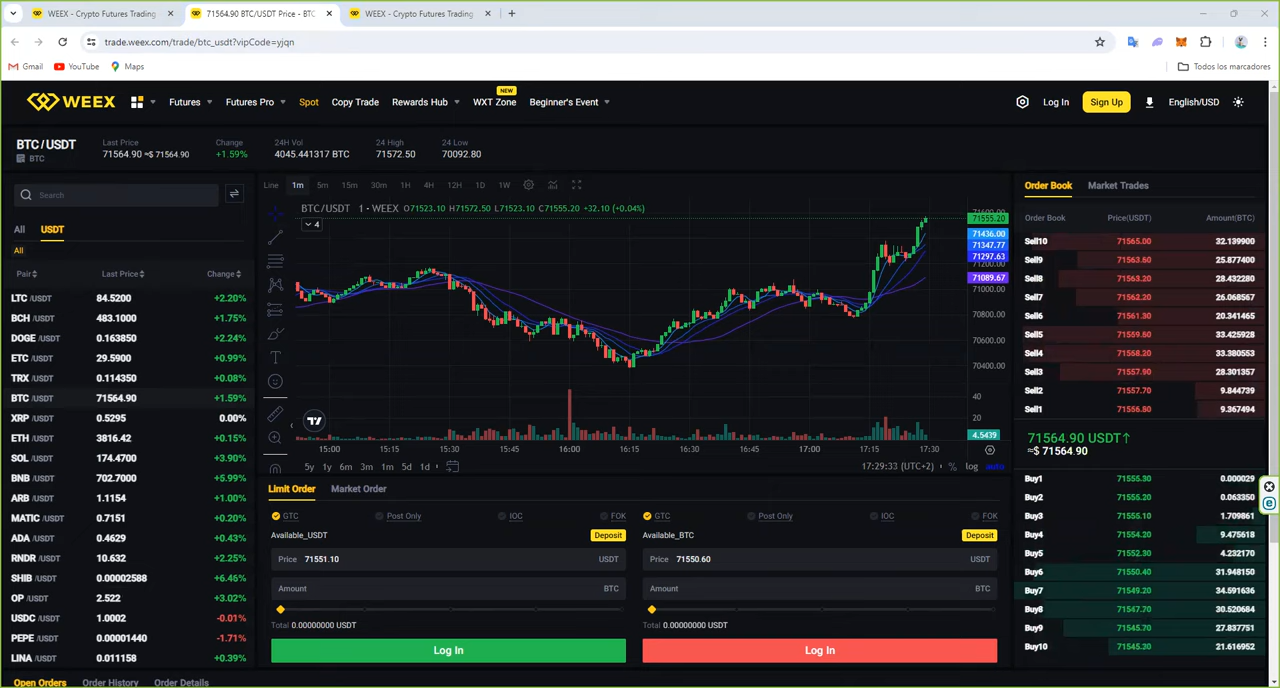 WEEX - Crypto Futures Trading
71564.90 BTC/USDT Price - BTC
WEEX - Crypto Futures Trading
trade.weex.com/trade/btc_usdt?vipCode=yjqn
Gmail YouTube Maps Todos los marcadores
WEEX Futures Futures Pro Spot Copy Trade Rewards Hub WXT Zone NEW Beginner's Event Log In Sign Up English/USD
BTC/USDT
BTC
Last Price
71564.90 ≈$ 71564.90
Change
+1.59%
24H Vol
4045.441317 BTC
24 High
71572.50
24 Low
70092.80
Search
All USDT
All
Pair Last Price Change
LTC /USDT 84.5200 +2.20%
BCH /USDT 483.1000 +1.75%
DOGE /USDT 0.163850 +2.24%
ETC /USDT 29.5900 +0.99%
TRX /USDT 0.114350 +0.08%
BTC /USDT 71564.90 +1.59%
XRP /USDT 0.5295 0.00%
ETH /USDT 3816.42 +0.15%
SOL /USDT 174.4700 +3.90%
BNB /USDT 702.7000 +5.99%
ARB /USDT 1.1154 +1.00%
MATIC /USDT 0.7151 +0.20%
ADA /USDT 0.4629 +0.43%
RNDR /USDT 10.632 +2.25%
SHIB /USDT 0.00002588 +6.46%
OP /USDT 2.522 +3.02%
USDC /USDT 1.0002 -0.01%
PEPE /USDT 0.00001440 -1.71%
LINA /USDT 0.011158 +0.39%
Open Orders Order History Order Details
Line 1m 5m 15m 30m 1H 4H 12H 1D 1W
BTC/USDT 1 - WEEX O71523.10 H71572.50 L71523.10 C71555.20 +32.10 (+0.04%)
4
71555.20
71436.00
71347.77
71297.63
71200.00
71089.67
71000.00
70800.00
70600.00
70400.00
40
20
4.5439
15:00 15:15 15:30 15:45 16:00 16:15 16:30 16:45 17:00 17:15 17:30
5y 1y 6m 3m 1m 5d 1d 17:29:33 (UTC+2) % log auto
Limit Order Market Order
GTC Post Only IOC FOK
Available_USDT Deposit
Price 71551.10 USDT
Amount BTC
Total 0.00000000 USDT
Log In
GTC Post Only IOC FOK
Available_BTC Deposit
Price 71550.60 USDT
Amount BTC
Total 0.00000000 USDT
Log In
Order Book Market Trades
Order Book Price(USDT) Amount(BTC)
Sell10 71565.00 32.139900
Sell9 71563.60 25.877400
Sell8 71563.20 28.432280
Sell7 71562.20 26.068567
Sell6 71561.30 20.341465
Sell5 71559.60 33.425928
Sell4 71558.20 33.380553
Sell3 71557.90 28.301357
Sell2 71557.70 9.844739
Sell1 71556.80 9.367494
71564.90 USDT↑
≈$ 71564.90
Buy1 71555.30 0.000029
Buy2 71555.20 0.063350
Buy3 71555.10 1.709861
Buy4 71554.20 9.475618
Buy5 71552.30 4.232170
Buy6 71550.40 31.948150
Buy7 71549.20 34.591636
Buy8 71547.70 30.520684
Buy9 71545.70 27.837751
Buy10 71545.30 21.616952